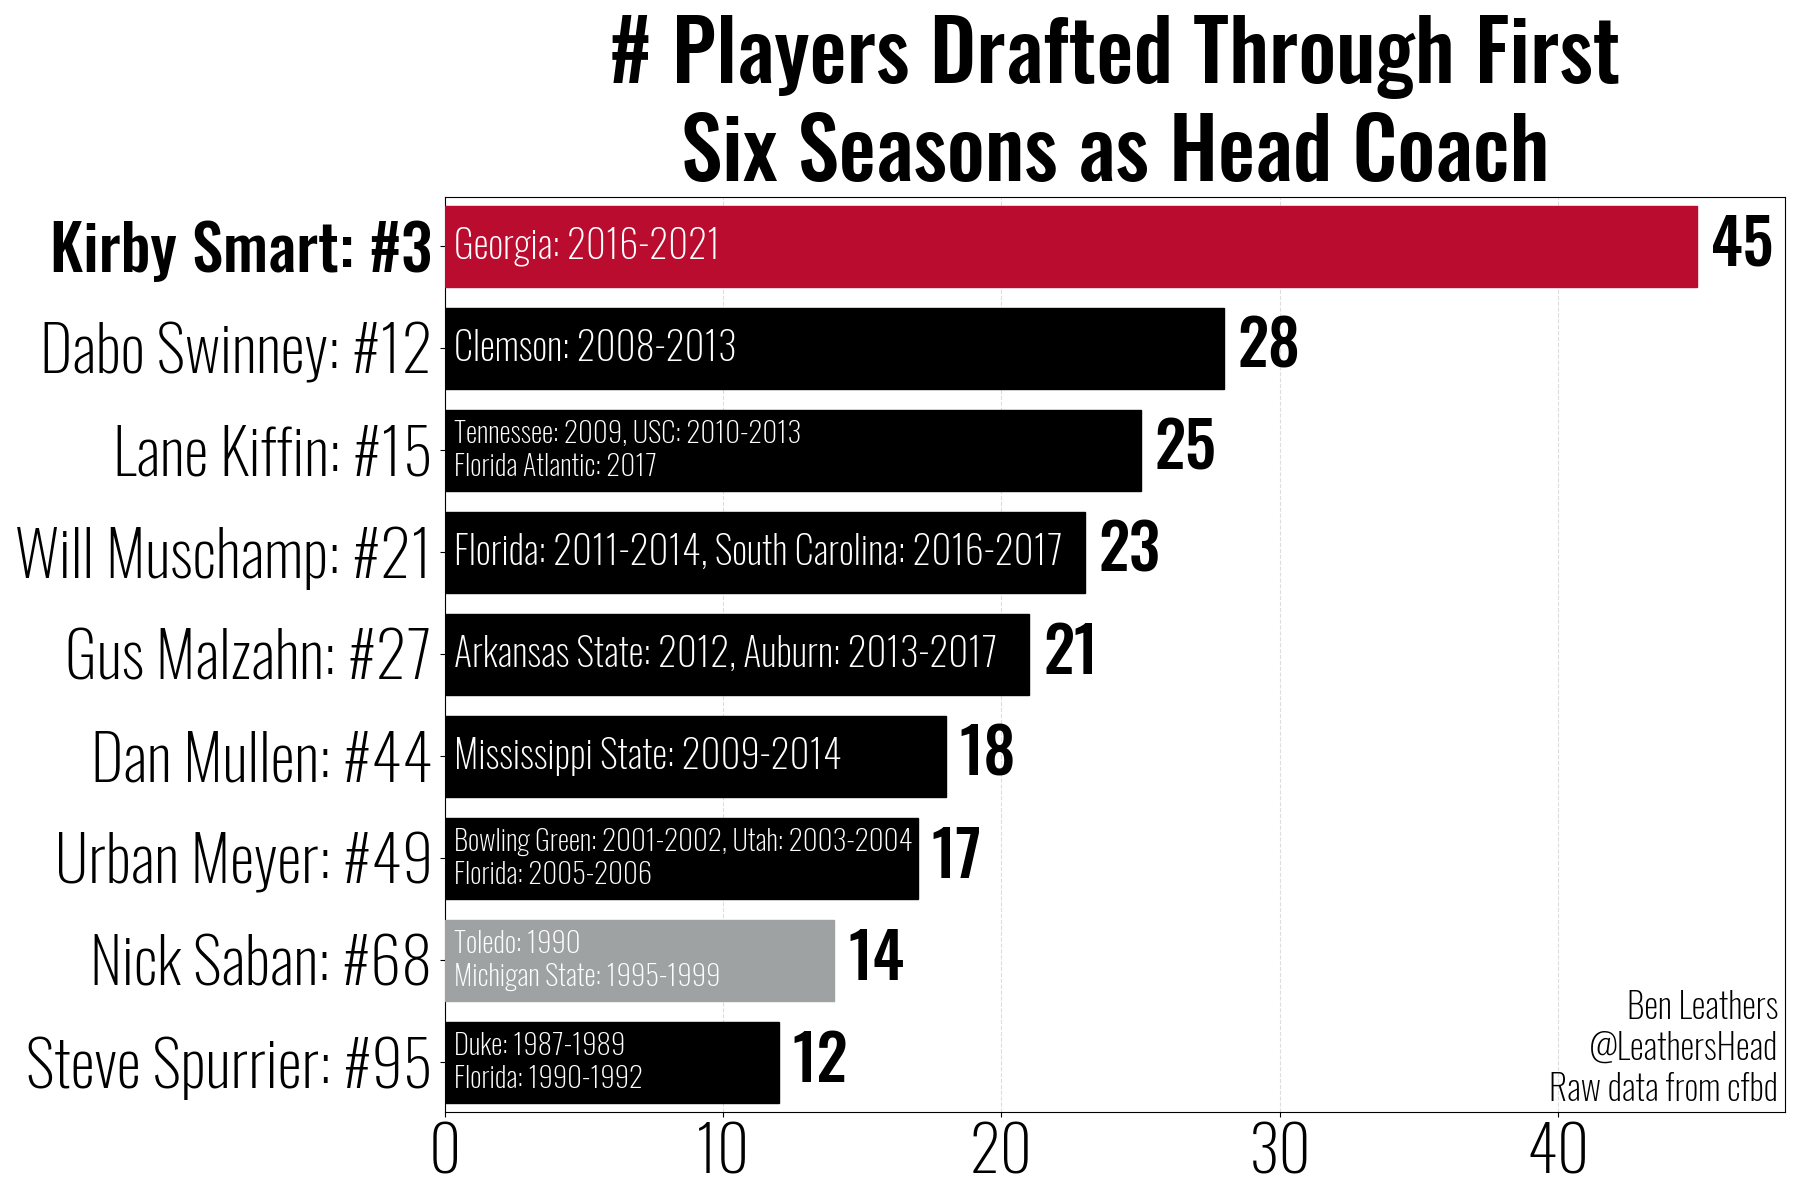 # Players Drafted Through First
Six Seasons as Head Coach
Kirby Smart: #3
Georgia: 2016-2021
45
Dabo Swinney: #12
Clemson: 2008-2013
28
Lane Kiffin: #15
Tennessee: 2009, USC: 2010-2013
Florida Atlantic: 2017
25
Will Muschamp: #21
Florida: 2011-2014, South Carolina: 2016-2017
23
Gus Malzahn: #27
Arkansas State: 2012, Auburn: 2013-2017
21
Dan Mullen: #44
Mississippi State: 2009-2014
18
Urban Meyer: #49
Bowling Green: 2001-2002, Utah: 2003-2004
Florida: 2005-2006
17
Nick Saban: #68
Toledo: 1990
Michigan State: 1995-1999
14
Steve Spurrier: #95
Duke: 1987-1989
Florida: 1990-1992
12
Ben Leathers
@LeathersHead
Raw data from cfbd
0 10 20 30 40